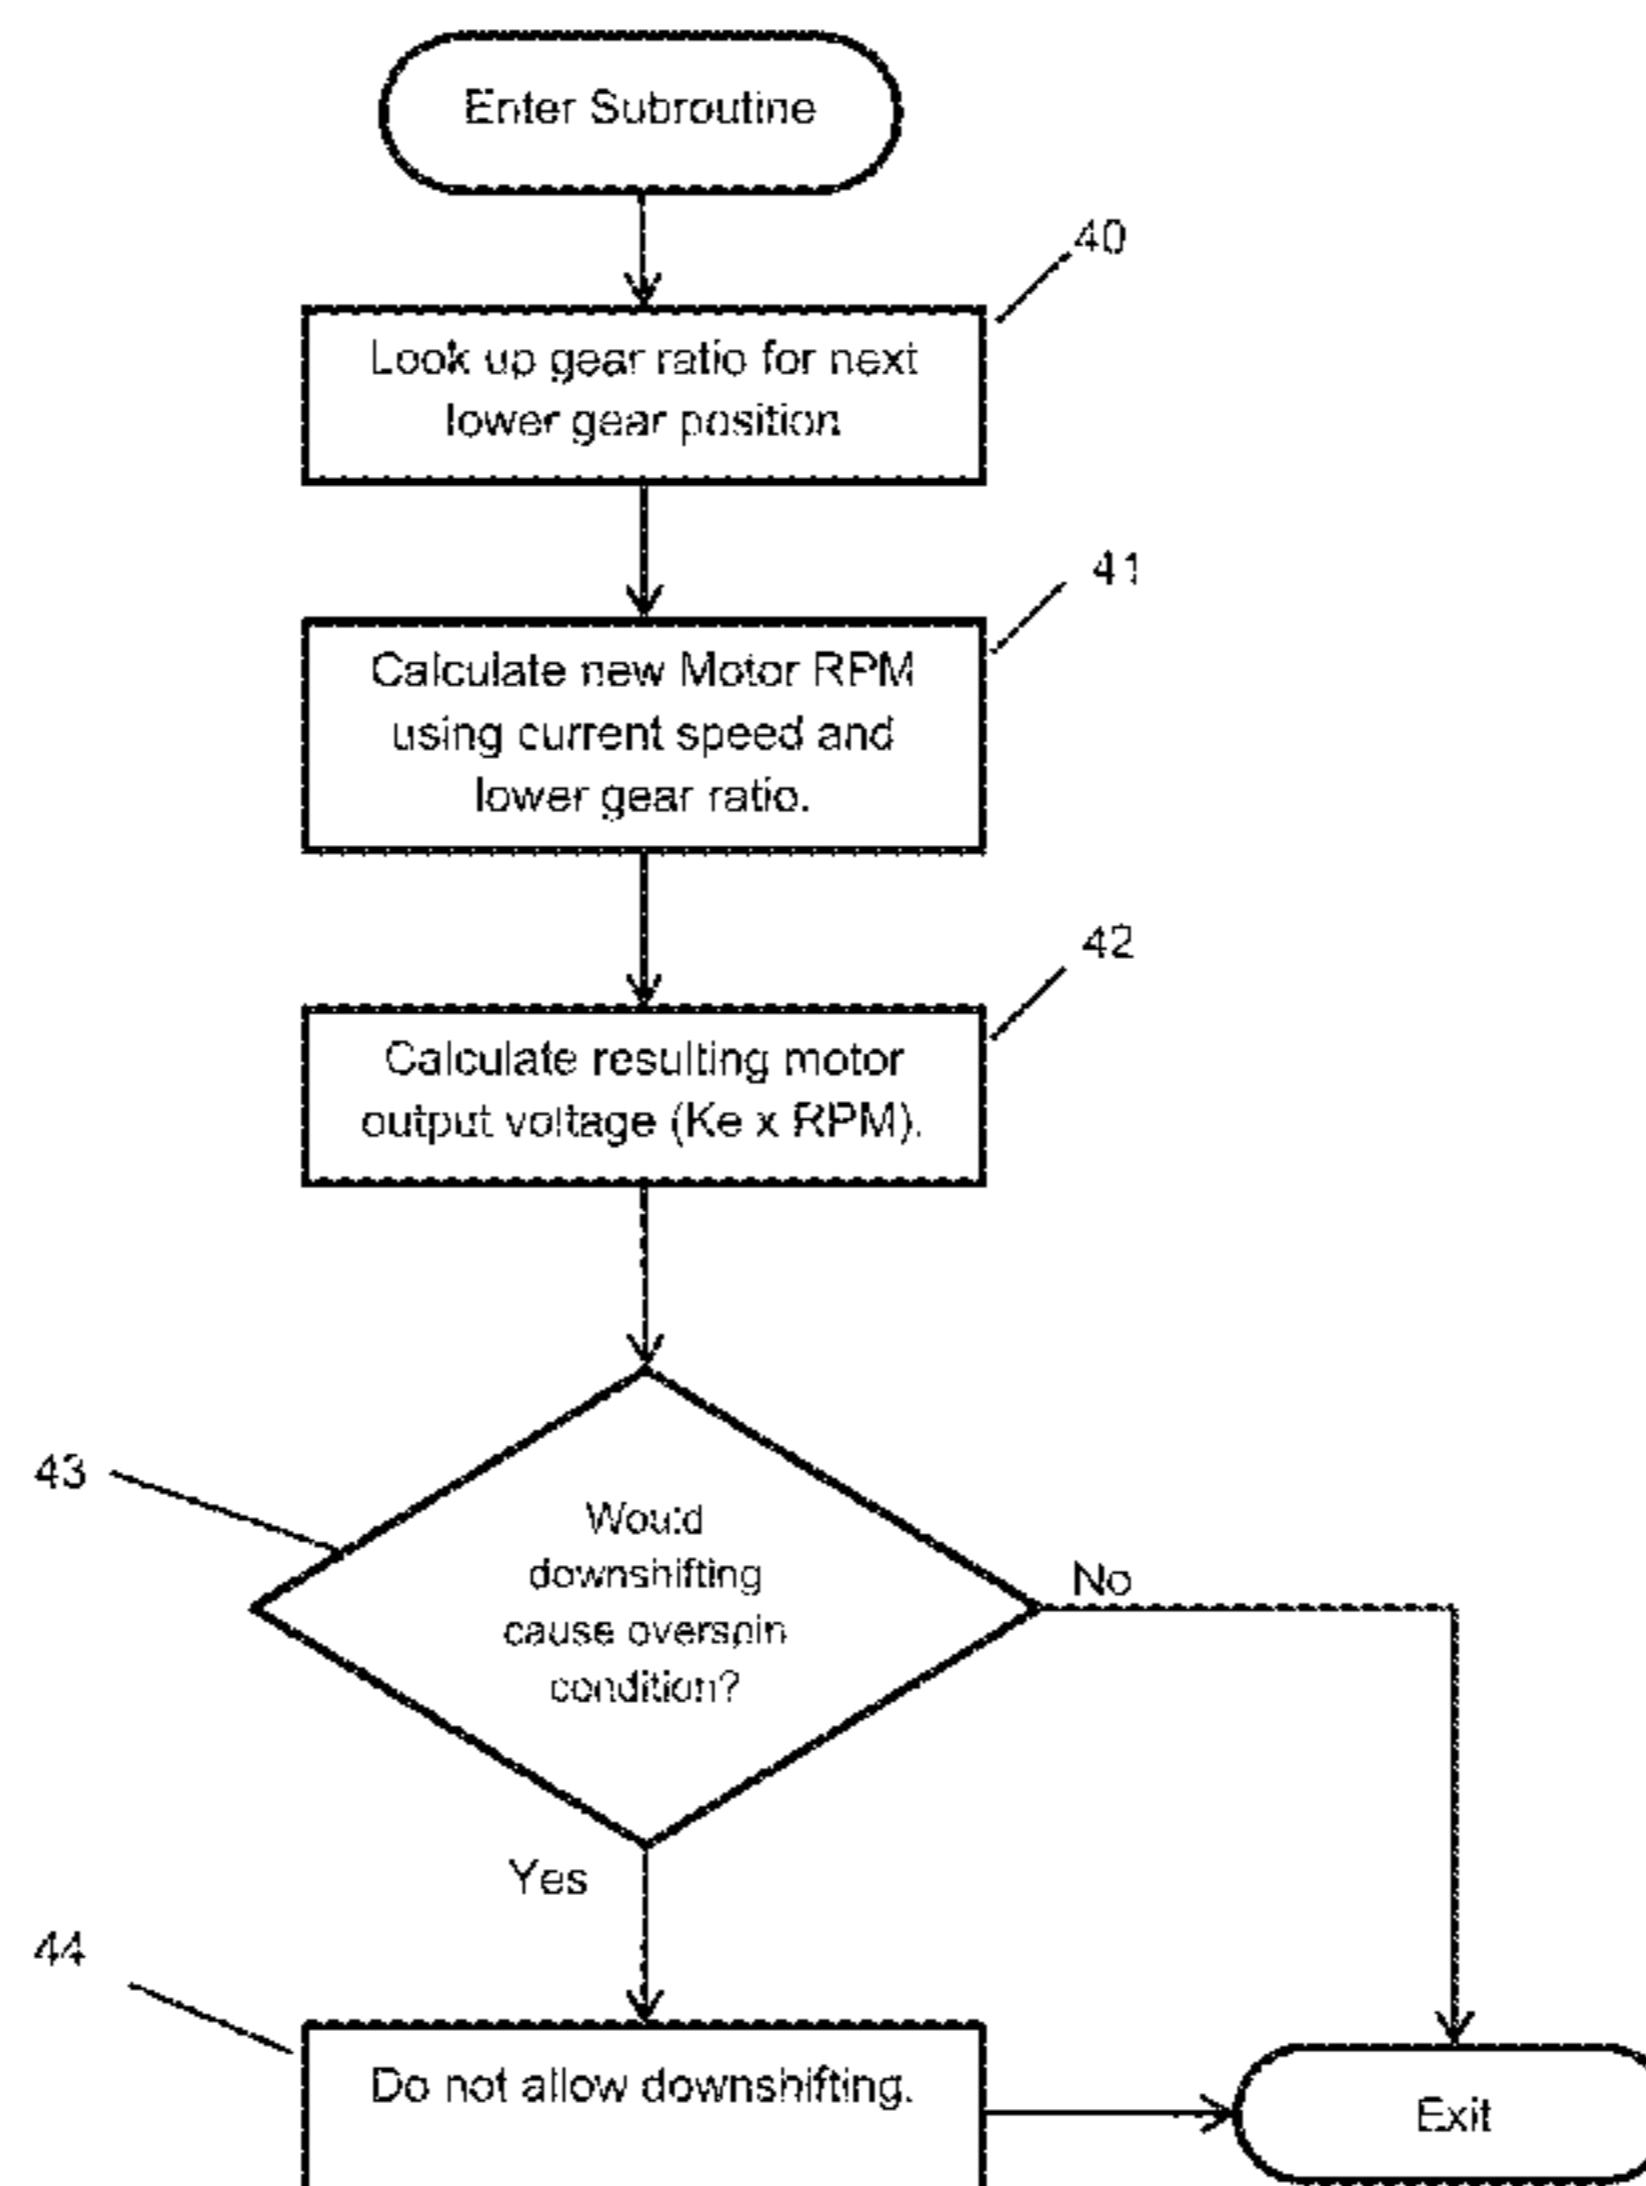 Enter Subroutine
40
Look up gear ratio for next
lower gear position
41
Calculate new Motor RPM
using current speed and
lower gear ratio.
42
Calculate resulting motor
output voltage (Ke x RPM).
43
Would
downshifting
cause overspin
condition?
No
Yes
44
Do not allow downshifting.
Exit